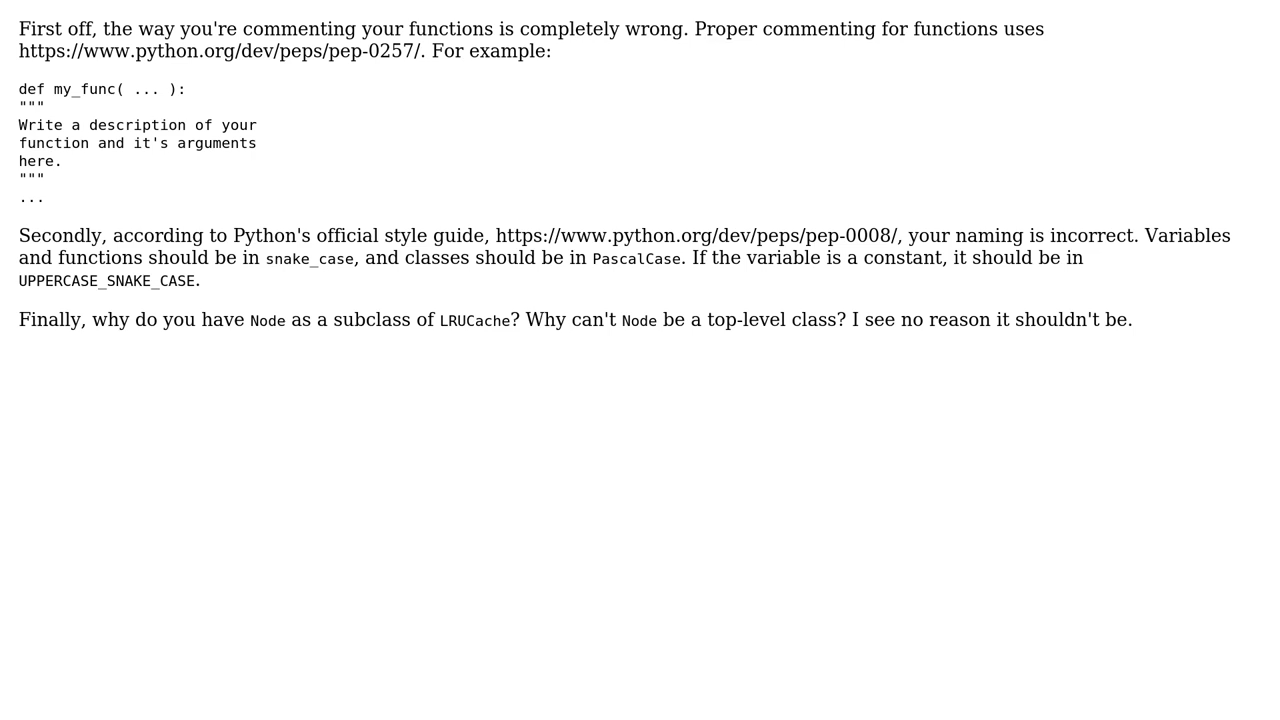 First off, the way you're commenting your functions is completely wrong. Proper commenting for functions uses
https://www.python.org/dev/peps/pep-0257/. For example:
def my_func( ... ):
"""
Write a description of your
function and it's arguments
here.
"""
...
Secondly, according to Python's official style guide, https://www.python.org/dev/peps/pep-0008/, your naming is incorrect. Variables
and functions should be in snake_case, and classes should be in PascalCase. If the variable is a constant, it should be in
UPPERCASE_SNAKE_CASE.
Finally, why do you have Node as a subclass of LRUCache? Why can't Node be a top-level class? I see no reason it shouldn't be.